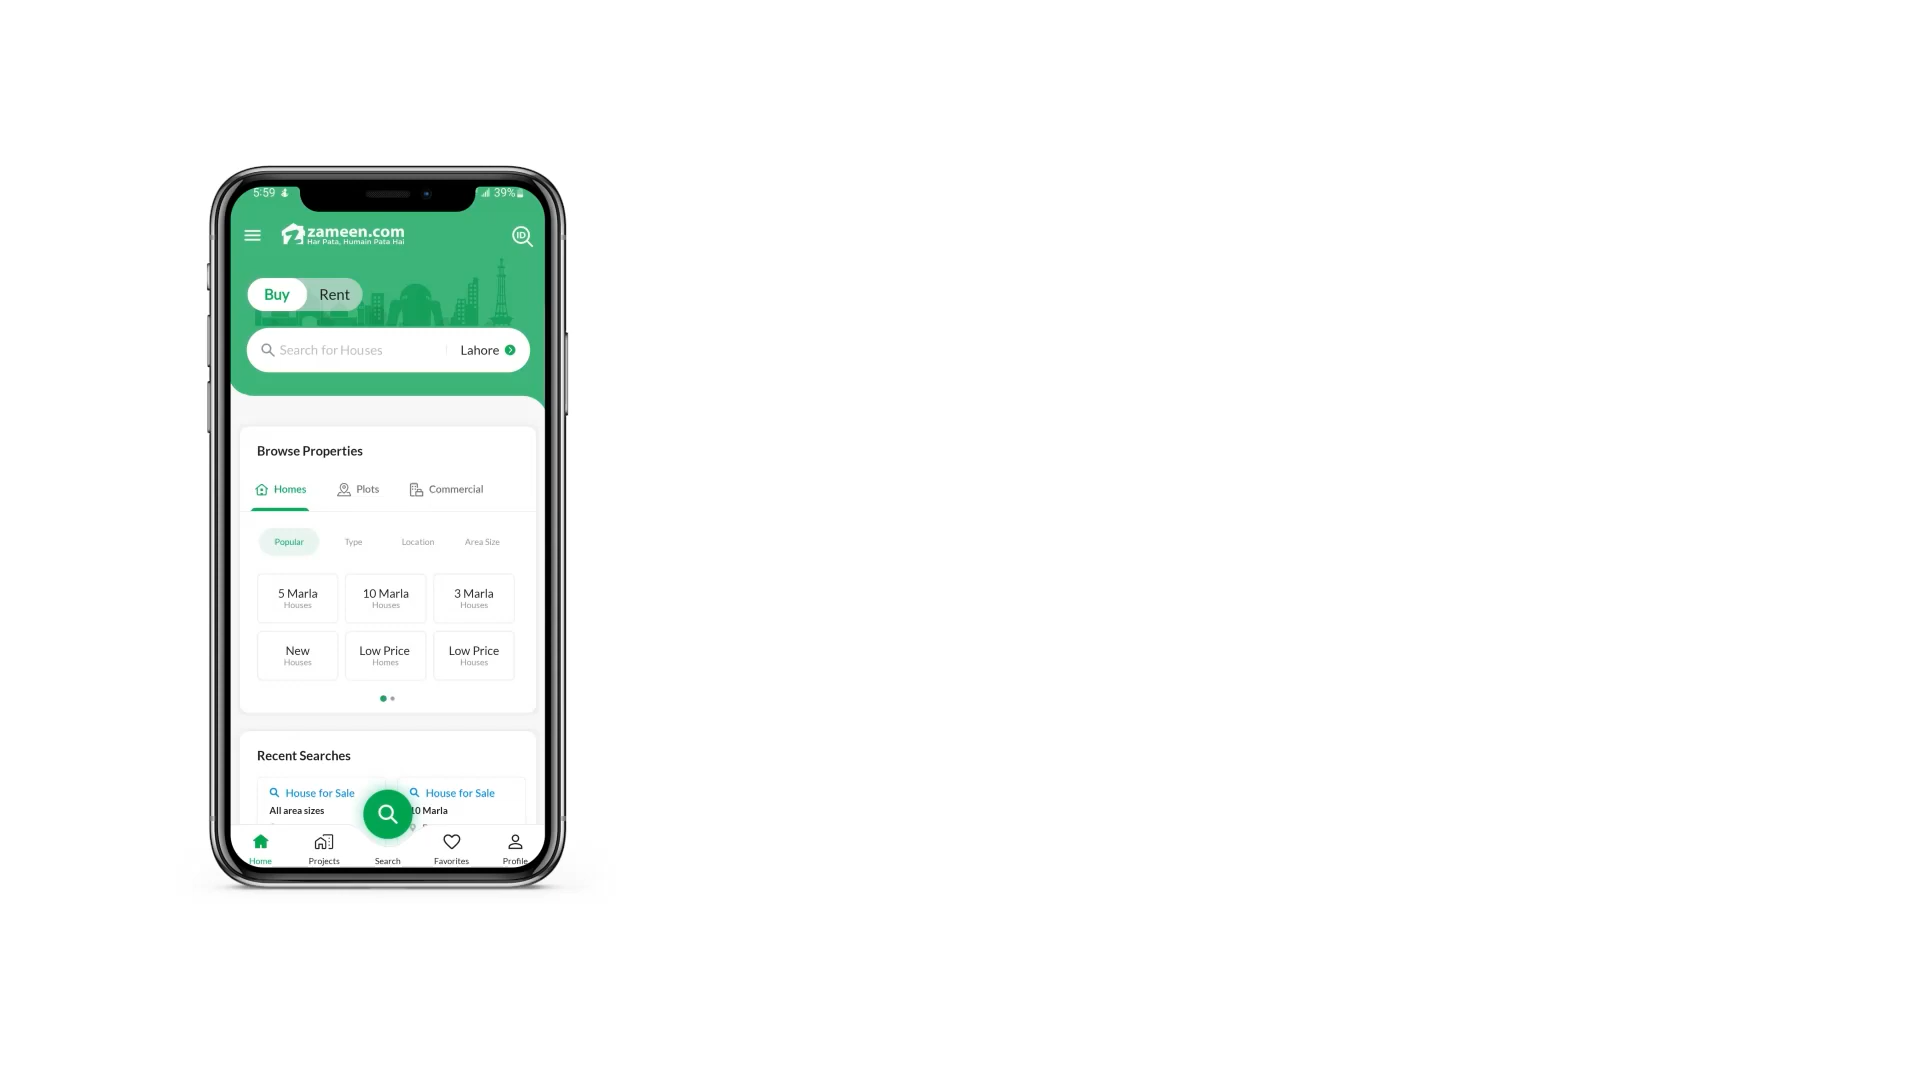 5:59
39%
zameen.com
Har Pata, Humain Pata Hai
ID
Buy Rent
Search for Houses Lahore
Browse Properties
Homes Plots Commercial
Popular Type Location Area Size
5 Marla 10 Marla 3 Marla
Houses Houses Houses
New Low Price Low Price
Houses Homes Houses
Recent Searches
House for Sale House for Sale
All area sizes 10 Marla
Home Projects Search Favorites Profile